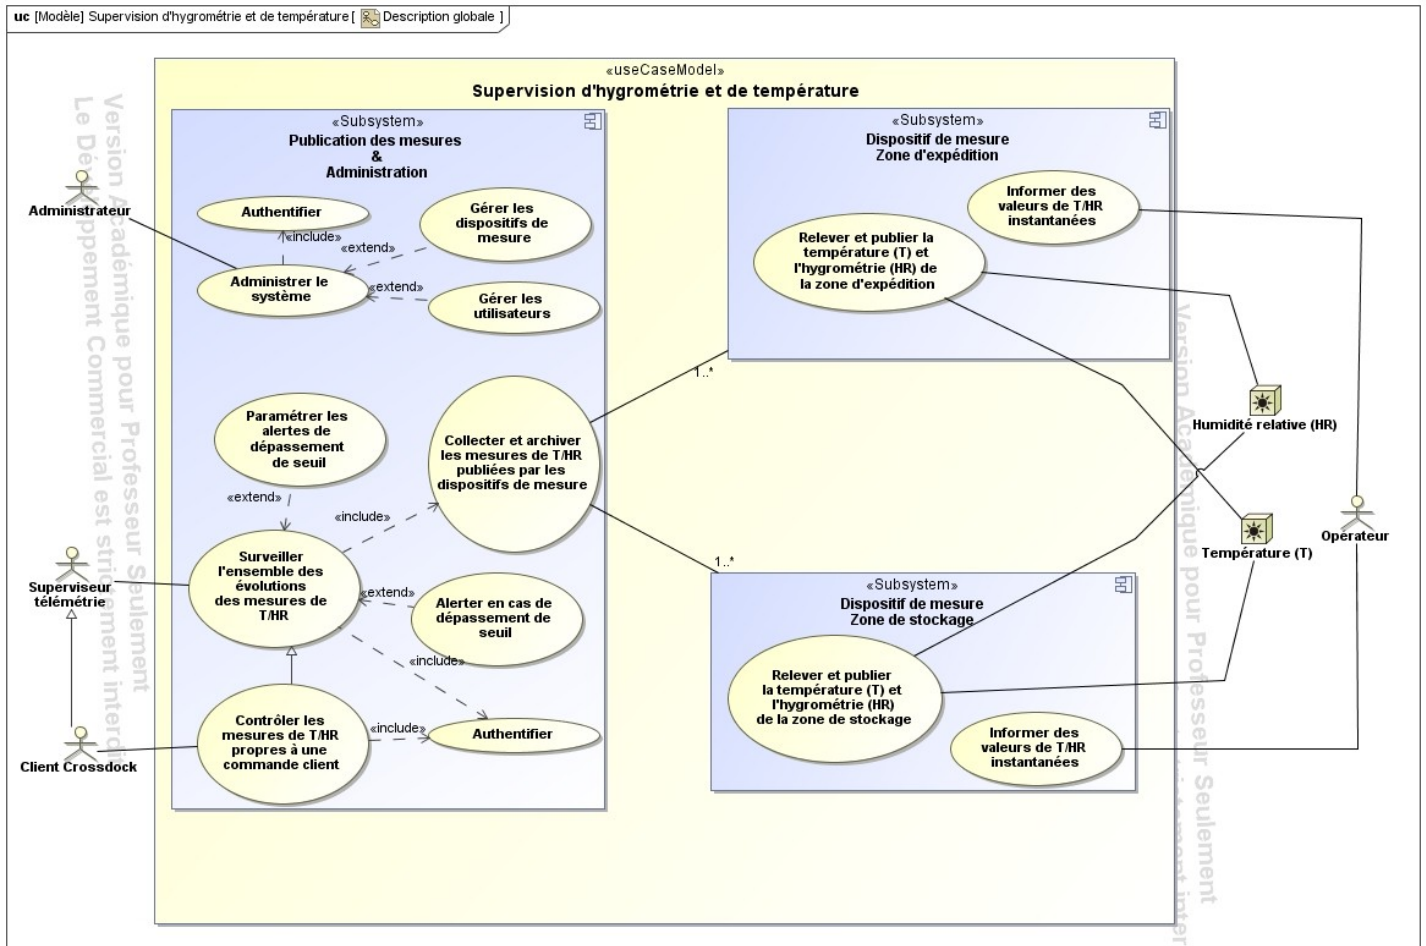 uc [Modèle] Supervision d'hygrométrie et de température [ Description globale ]
«useCaseModel»
Supervision d'hygrométrie et de température
«Subsystem»
Publication des mesures
&
Administration
Authentifier
«include»
Gérer les
dispositifs de
mesure
«extend»
Administrer le
système
«extend»
Gérer les
utilisateurs
Administrateur
Paramétrer les
alertes de
dépassement
de seuil
«extend»
«include»
Collecter et archiver
les mesures de T/HR
publiées par les
dispositifs de mesure
1..*
1..*
Surveiller
l'ensemble des
évolutions
des mesures de
T/HR
«extend»
Alerter en cas de
dépassement de
seuil
«include»
Superviseur
télémétrie
Contrôler les
mesures de T/HR
propres à une
commande client
«include»
Authentifier
Client Crossdock
«Subsystem»
Dispositif de mesure
Zone d'expédition
Informer des
valeurs de T/HR
instantanées
Relever et publier la
température (T) et
l'hygrométrie (HR) de
la zone d'expédition
Humidité relative (HR)
Température (T)
Opérateur
«Subsystem»
Dispositif de mesure
Zone de stockage
Relever et publier
la température (T) et
l'hygrométrie (HR)
de la zone de stockage
Informer des
valeurs de T/HR
instantanées
Version Académique pour Professeur Seulement
Le Développement Commercial est strictement interdit
Version Académique pour Professeur Seulement